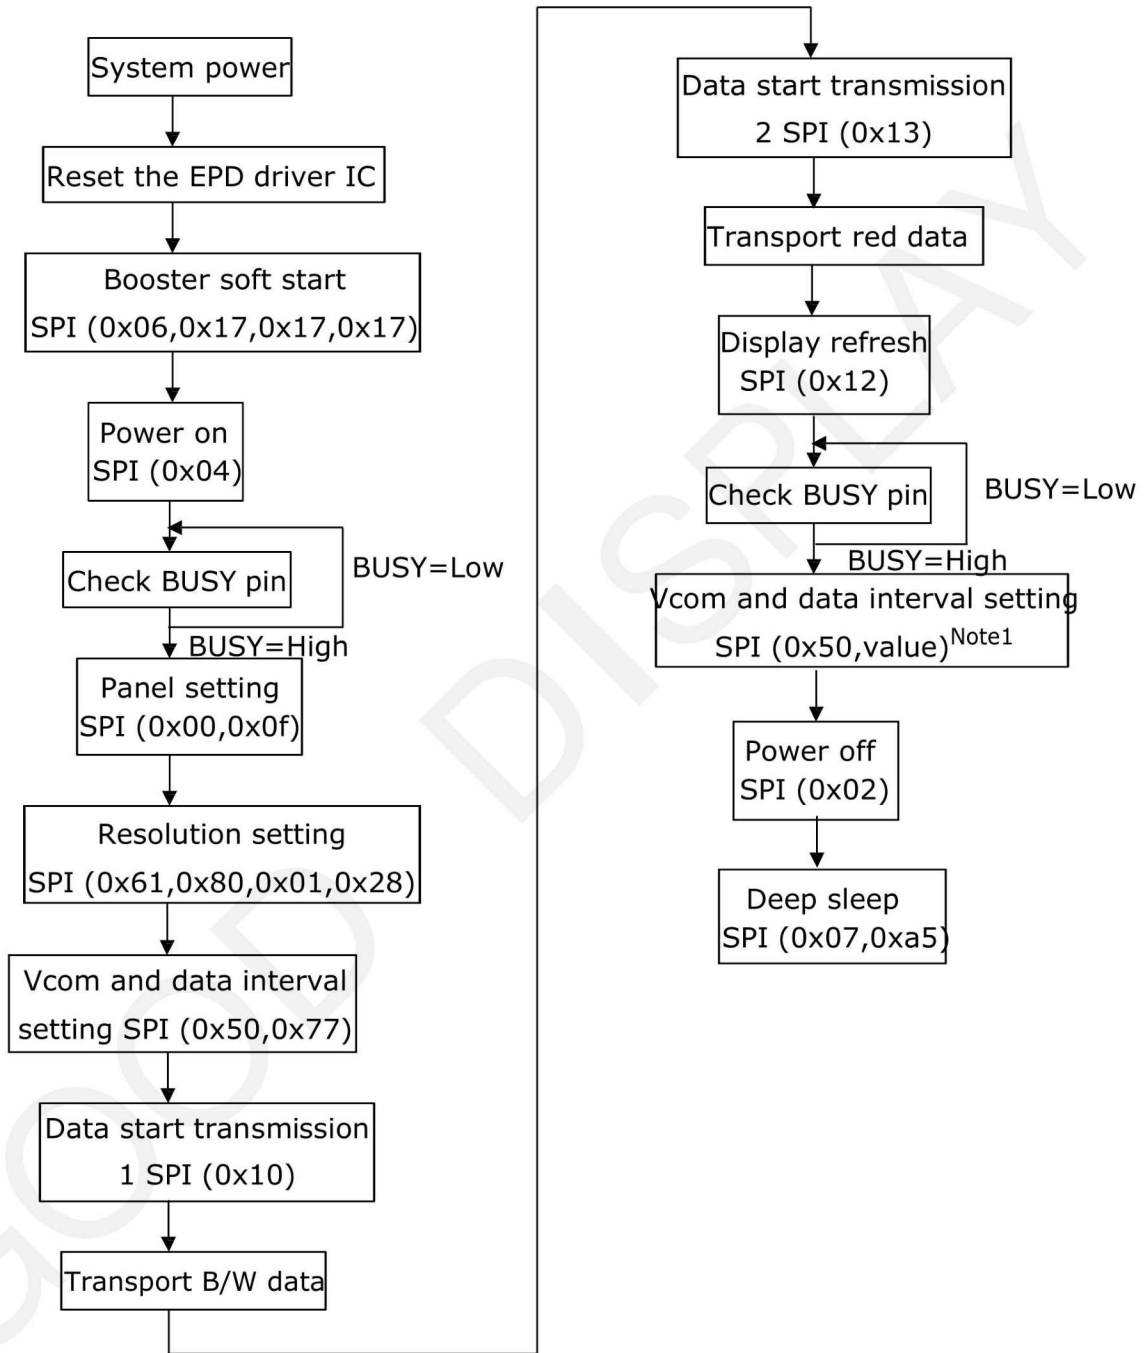 System power
Reset the EPD driver IC
Booster soft start
SPI (0x06,0x17,0x17,0x17)
Power on
SPI (0x04)
Check BUSY pin
BUSY=Low
BUSY=High
Panel setting
SPI (0x00,0x0f)
Resolution setting
SPI (0x61,0x80,0x01,0x28)
Vcom and data interval
setting SPI (0x50,0x77)
Data start transmission
1 SPI (0x10)
Transport B/W data
Data start transmission
2 SPI (0x13)
Transport red data
Display refresh
SPI (0x12)
Check BUSY pin
BUSY=Low
BUSY=High
Vcom and data interval setting
SPI (0x50,value)Note1
Power off
SPI (0x02)
Deep sleep
SPI (0x07,0xa5)
GOOD DISPLAY